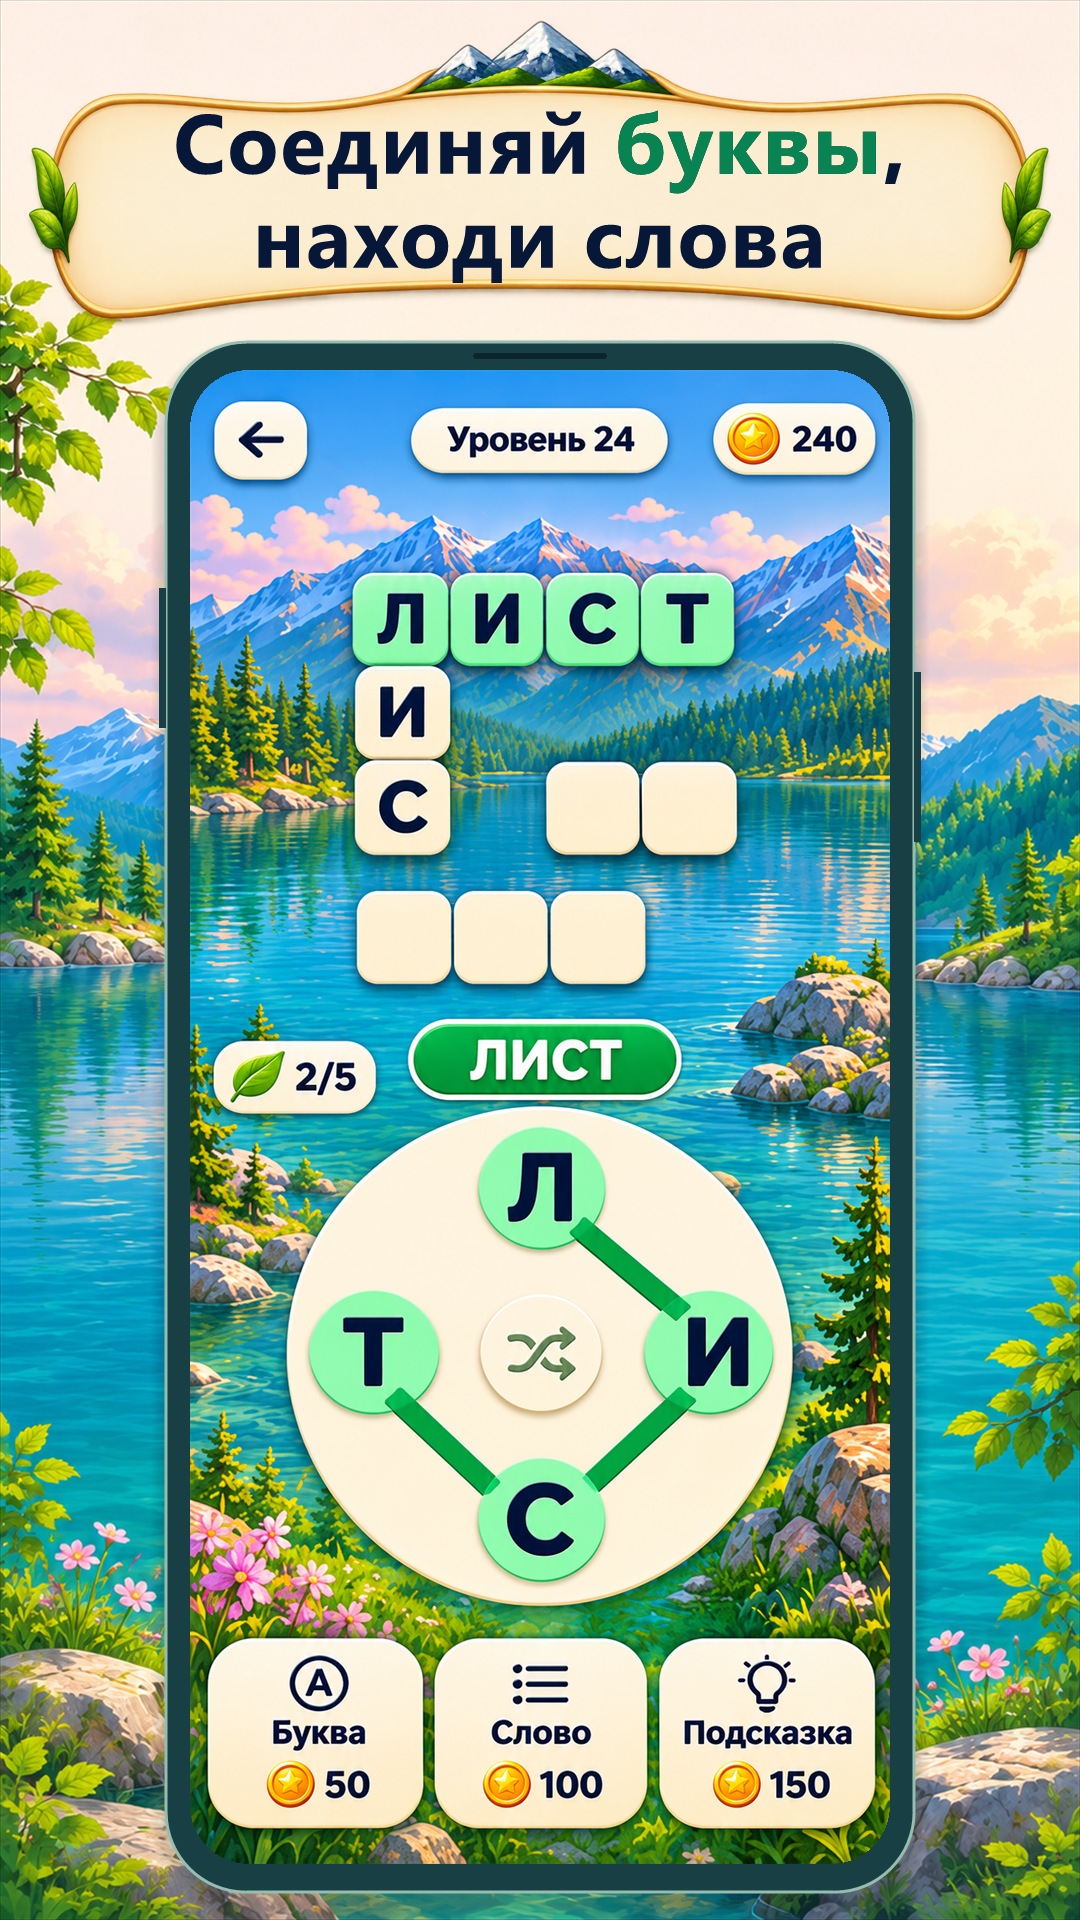 Соединяй буквы,
находи слова
Уровень 24
240
ЛИСТ
И
С
2/5
ЛИСТ
Л
Т
И
С
А
Буква
Слово
Подсказка
50
100
150